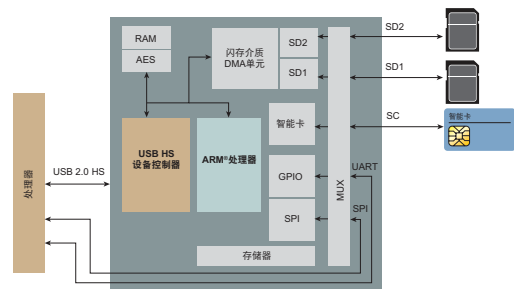 RAM
AES
闪存介质
DMA单元
SD2
SD1
SD2
SD1
智能卡
SC
智能卡
USB HS
设备控制器
ARM®处理器
GPIO
SPI
MUX
UART
SPI
处理器
USB 2.0 HS
存储器